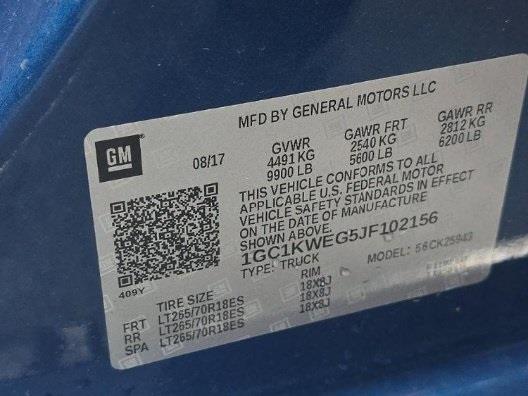 MFD BY GENERAL MOTORS LLC
GM
08/17
GVWR GAWR FRT GAWR RR
4491 KG 2540 KG 2812 KG
9900 LB 5600 LB 6200 LB
THIS VEHICLE CONFORMS TO ALL
APPLICABLE U.S. FEDERAL MOTOR
VEHICLE SAFETY STANDARDS IN EFFECT
ON THE DATE OF MANUFACTURE
SHOWN ABOVE.
1GC1KWEG5JF102156
TYPE: TRUCK MODEL: 56CK25943
409Y
TIRE SIZE RIM
FRT LT265/70R18ES 18X8J
RR LT265/70R18ES 18X8J
SPA LT265/70R18ES 18X8J